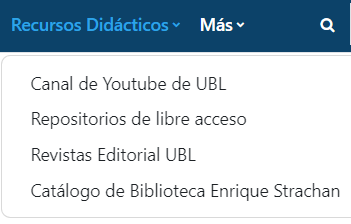 Recursos Didácticos Más
Canal de Youtube de UBL
Repositorios de libre acceso
Revistas Editorial UBL
Catálogo de Biblioteca Enrique Strachan